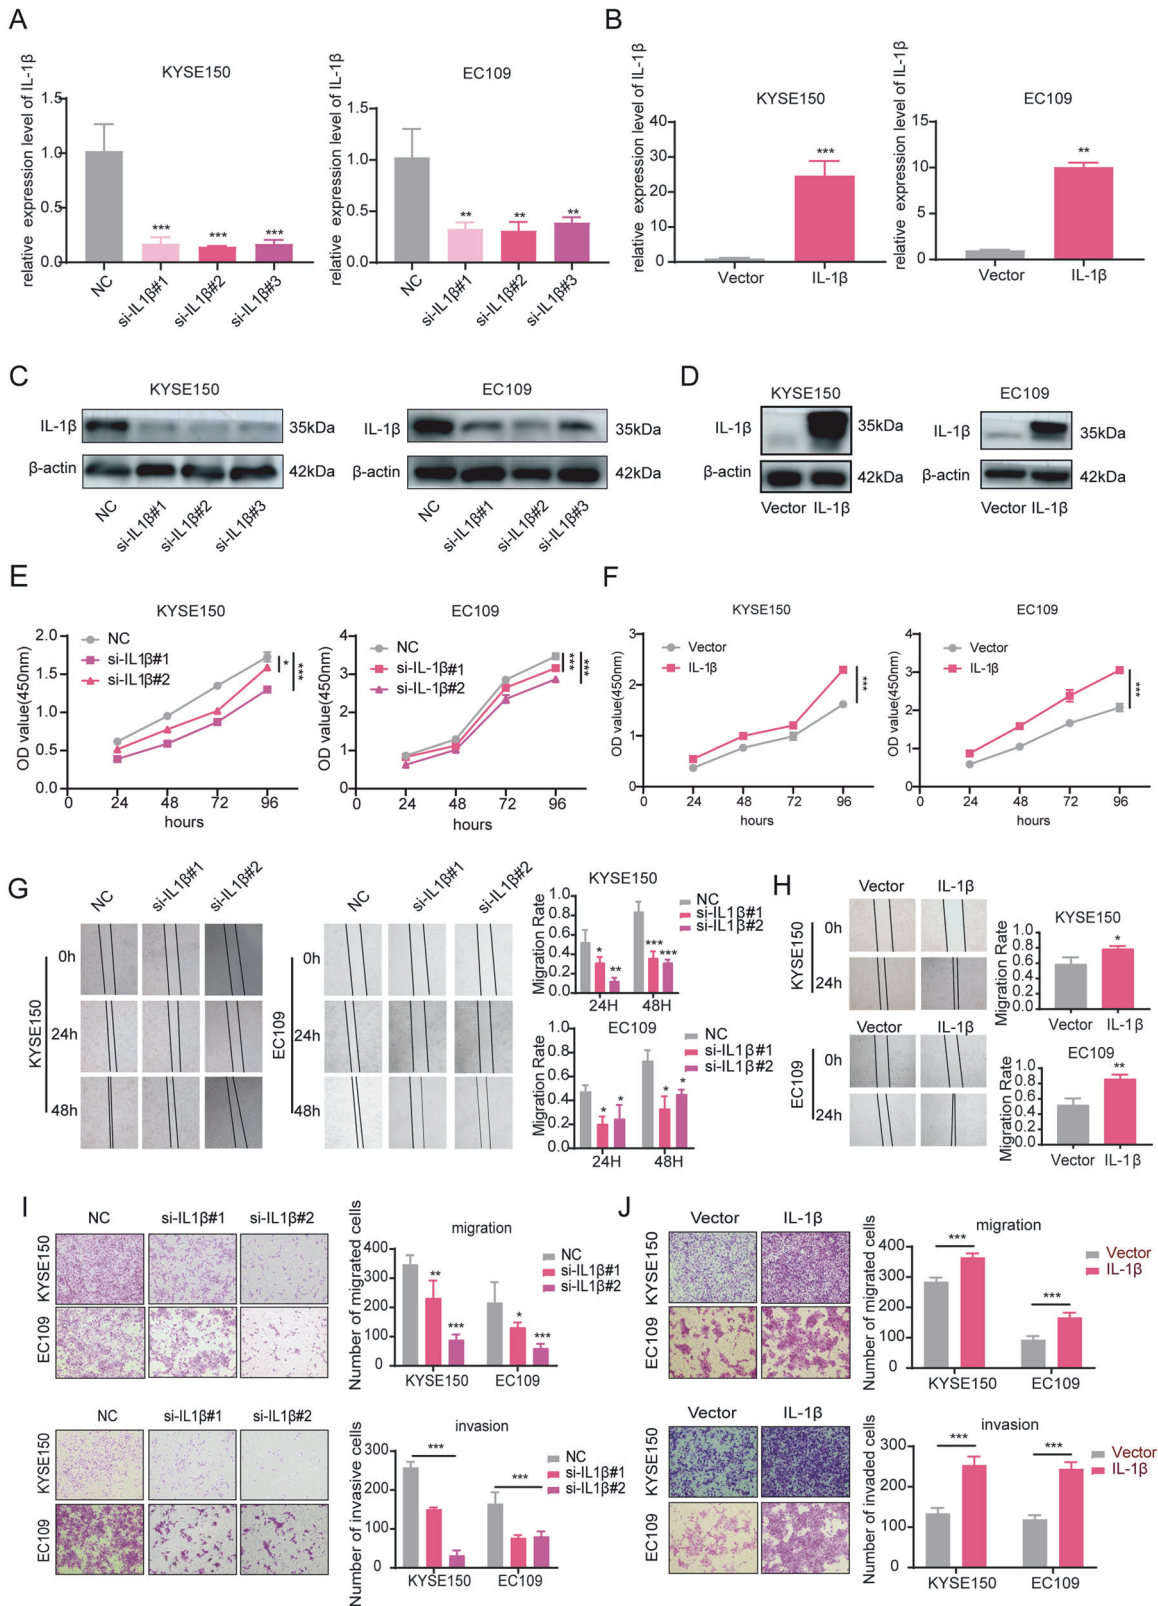 A
B
KYSE150
EC109
KYSE150
EC109
relative expression level of IL-1β
1.5
1.0
0.5
0.0
***
***
***
NC
si-IL1β#1
si-IL1β#2
si-IL1β#3
relative expression level of IL-1β
1.5
1.0
0.5
0.0
**
**
**
NC
si-IL1β#1
si-IL1β#2
si-IL1β#3
relative expression level of IL-1β
40
30
20
10
0
***
Vector
IL-1β
relative expression level of IL-1β
15
10
5
0
**
Vector
IL-1β
C
KYSE150
IL-1β
35kDa
β-actin
42kDa
NC
si-IL1β#1
si-IL1β#2
si-IL1β#3
EC109
IL-1β
35kDa
β-actin
42kDa
NC
si-IL1β#1
si-IL1β#2
si-IL1β#3
D
KYSE150
IL-1β
35kDa
β-actin
42kDa
Vector IL-1β
EC109
IL-1β
35kDa
β-actin
42kDa
Vector IL-1β
E
KYSE150
OD value(450nm)
2.0
1.5
1.0
0.5
0.0
NC
si-IL1β#1
si-IL1β#2
*
***
0 24 48 72 96
hours
EC109
OD value(450nm)
4
3
2
1
0
NC
si-IL-1β#1
si-IL-1β#2
***
***
0 24 48 72 96
hours
F
KYSE150
OD value(450nm)
3
2
1
0
Vector
IL-1β
***
0 24 48 72 96
hours
EC109
OD value(450nm)
4
3
2
1
0
Vector
IL-1β
***
0 24 48 72 96
hours
G
NC
si-IL1β#1
si-IL1β#2
KYSE150
0h
24h
48h
NC
si-IL1β#1
si-IL1β#2
EC109
0h
24h
48h
KYSE150
Migration Rate
1.0
0.8
0.6
0.4
0.2
0.0
NC
si-IL1β#1
si-IL1β#2
*
**
***
***
24H
48H
EC109
Migration Rate
1.0
0.8
0.6
0.4
0.2
0.0
NC
si-IL1β#1
si-IL1β#2
*
*
*
*
24H
48H
H
Vector
IL-1β
KYSE150
0h
24h
Vector
IL-1β
EC109
0h
24h
KYSE150
Migration Rate
1.0
0.8
0.6
0.4
0.2
0.0
*
Vector IL-1β
EC109
Migration Rate
1.0
0.8
0.6
0.4
0.2
0.0
**
Vector IL-1β
I
NC
si-IL1β#1
si-IL1β#2
KYSE150
EC109
migration
Number of migrated cells
400
300
200
100
0
NC
si-IL1β#1
si-IL1β#2
**
***
*
***
KYSE150
EC109
NC
si-IL1β#1
si-IL1β#2
KYSE150
EC109
invasion
Number of invasive cells
300
200
100
0
NC
si-IL1β#1
si-IL1β#2
***
***
KYSE150
EC109
J
Vector
IL-1β
KYSE150
EC109
migration
Number of migrated cells
400
300
200
100
0
Vector
IL-1β
***
***
KYSE150
EC109
Vector
IL-1β
KYSE150
EC109
invasion
Number of invaded cells
300
200
100
0
Vector
IL-1β
***
***
KYSE150
EC109